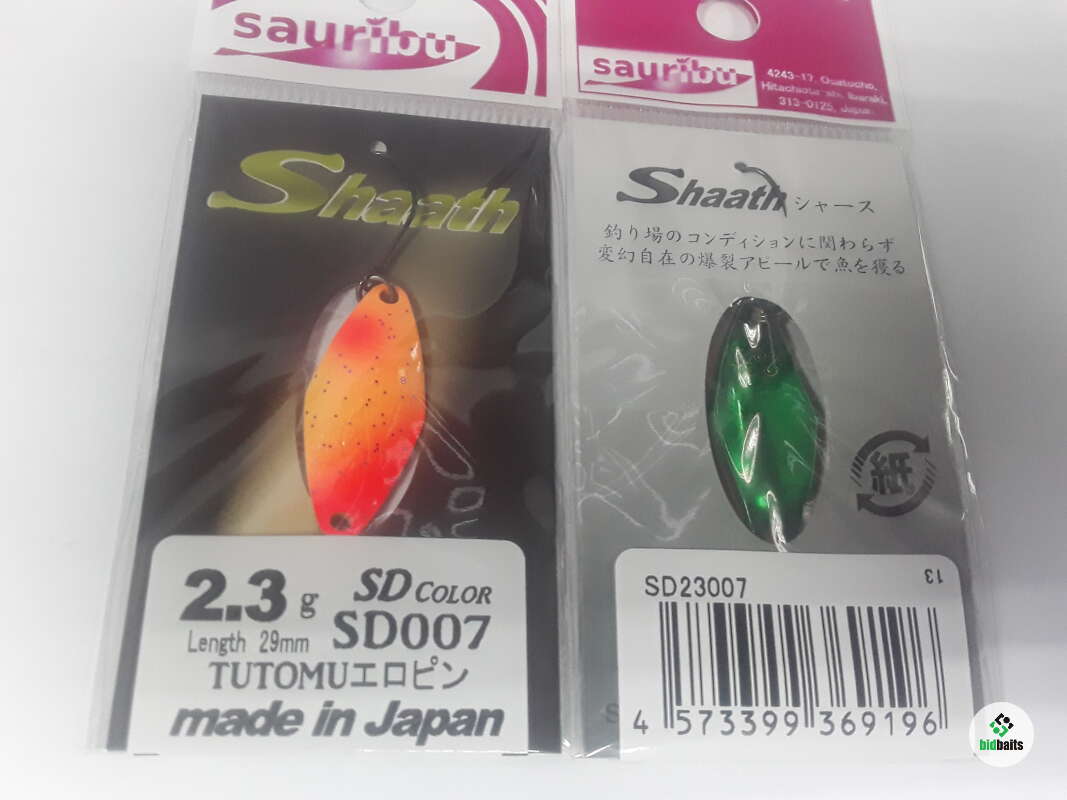 sauribu
Shaath
2.3 g
Length 29mm
SD COLOR
SD007
TUTOMUエロピン
made in Japan
sauribu
4243-17, Osatocho,
Hitachiota-sh, Ibaraki,
313-0125, Japan
Shaath シャース
釣り場のコンディションに関わらず
変幻自在の爆裂アピールで魚を獲る
紙
SD23007
13
4 573399 369196
bidbaits